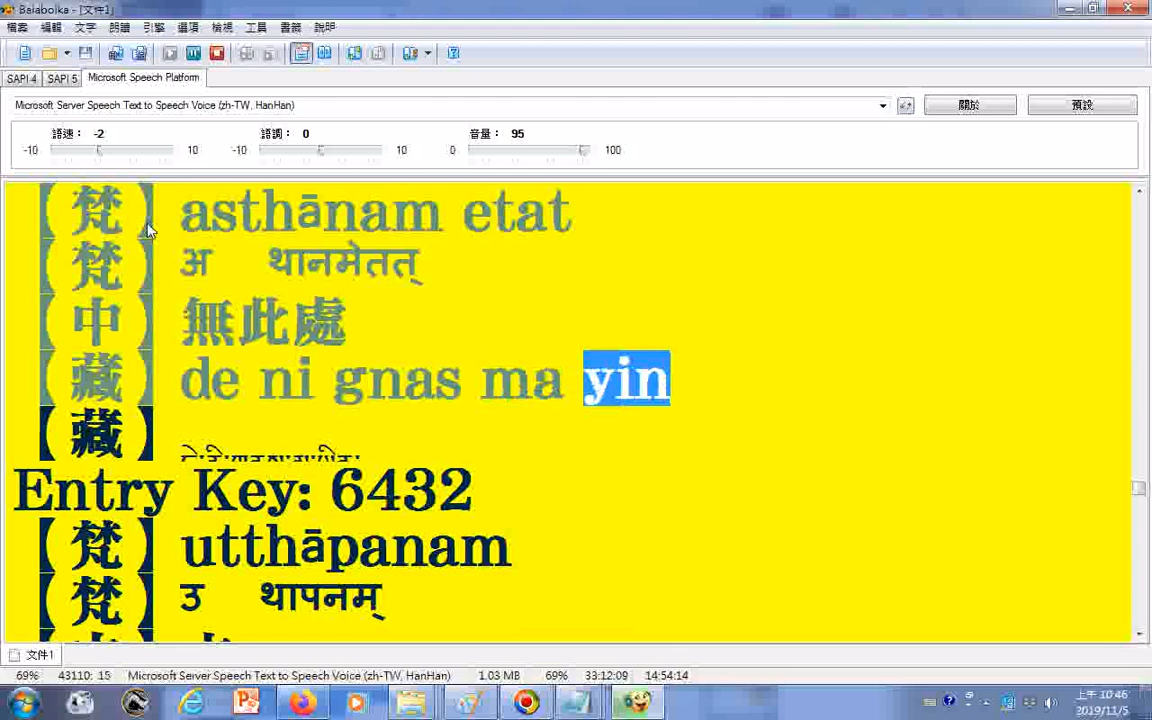 Balabolka - [文件1]
檔案 編輯 文字 朗讀 引擎 選項 檢視 工具 書籤 說明
SAPI 4 SAPI 5 Microsoft Speech Platform
Microsoft Server Speech Text to Speech Voice (zh-TW, HanHan) 關於 預設
語速： -2 語調： 0 音量： 95
-10 10 -10 10 0 100
【梵】 asthānam etat
【梵】 अ थानमेतत्
【中】 無此處
【藏】 de ni gnas ma yin
【藏】
Entry Key: 6432
【梵】 utthāpanam
【梵】 उ थापनम्
文件1
69% 43110: 15 Microsoft Server Speech Text to Speech Voice (zh-TW, HanHan) 1.03 MB 69% 33:12:09 14:54:14
上午 10:46
2019/11/5